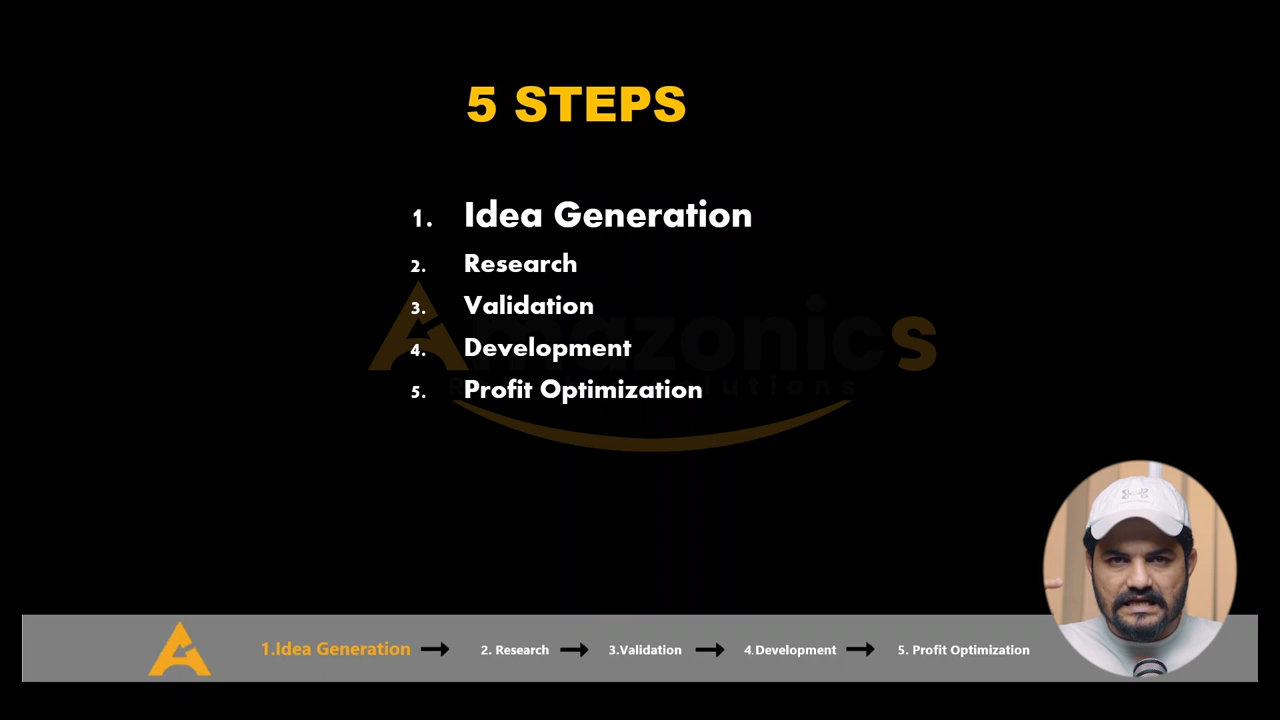 5 STEPS
1. Idea Generation
2. Research
3. Validation
4. Development
5. Profit Optimization
Amazonics
1.Idea Generation
2. Research
3.Validation
4.Development
5. Profit Optimization